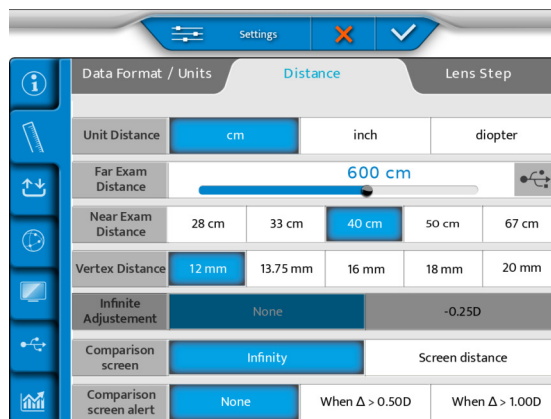 Settings
Data Format / Units Distance Lens Step
Unit Distance cm inch diopter
Far Exam
Distance
600 cm
Near Exam
Distance
28 cm 33 cm 40 cm 50 cm 67 cm
Vertex Distance 12 mm 13.75 mm 16 mm 18 mm 20 mm
Infinite
Adjustement
None -0.25D
Comparison
screen
Infinity Screen distance
Comparison
screen alert
None When Δ > 0.50D When Δ > 1.00D